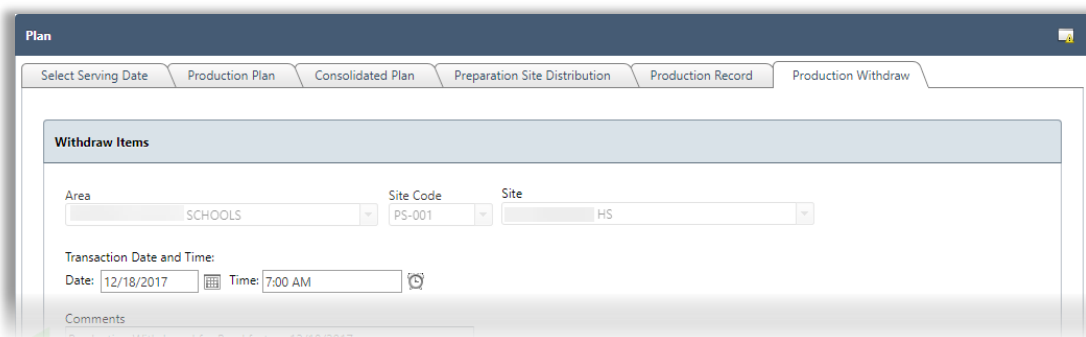 Plan
Select Serving Date Production Plan Consolidated Plan Preparation Site Distribution Production Record Production Withdraw
Withdraw Items
Area Site Code Site
SCHOOLS PS-001 HS
Transaction Date and Time:
Date: 12/18/2017 Time: 7:00 AM
Comments